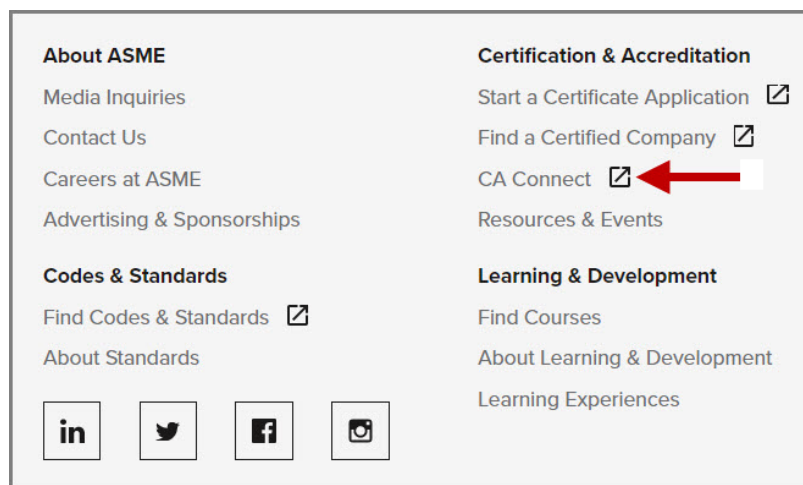 About ASME
Media Inquiries
Contact Us
Careers at ASME
Advertising & Sponsorships
Codes & Standards
Find Codes & Standards
About Standards
in
Certification & Accreditation
Start a Certificate Application
Find a Certified Company
CA Connect
Resources & Events
Learning & Development
Find Courses
About Learning & Development
Learning Experiences